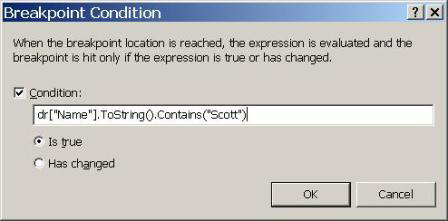 Breakpoint Condition
When the breakpoint location is reached, the expression is evaluated and the
breakpoint is hit only if the expression is true or has changed.
Condition:
dr["Name"].ToString().Contains("Scott")
Is true
Has changed
OK Cancel